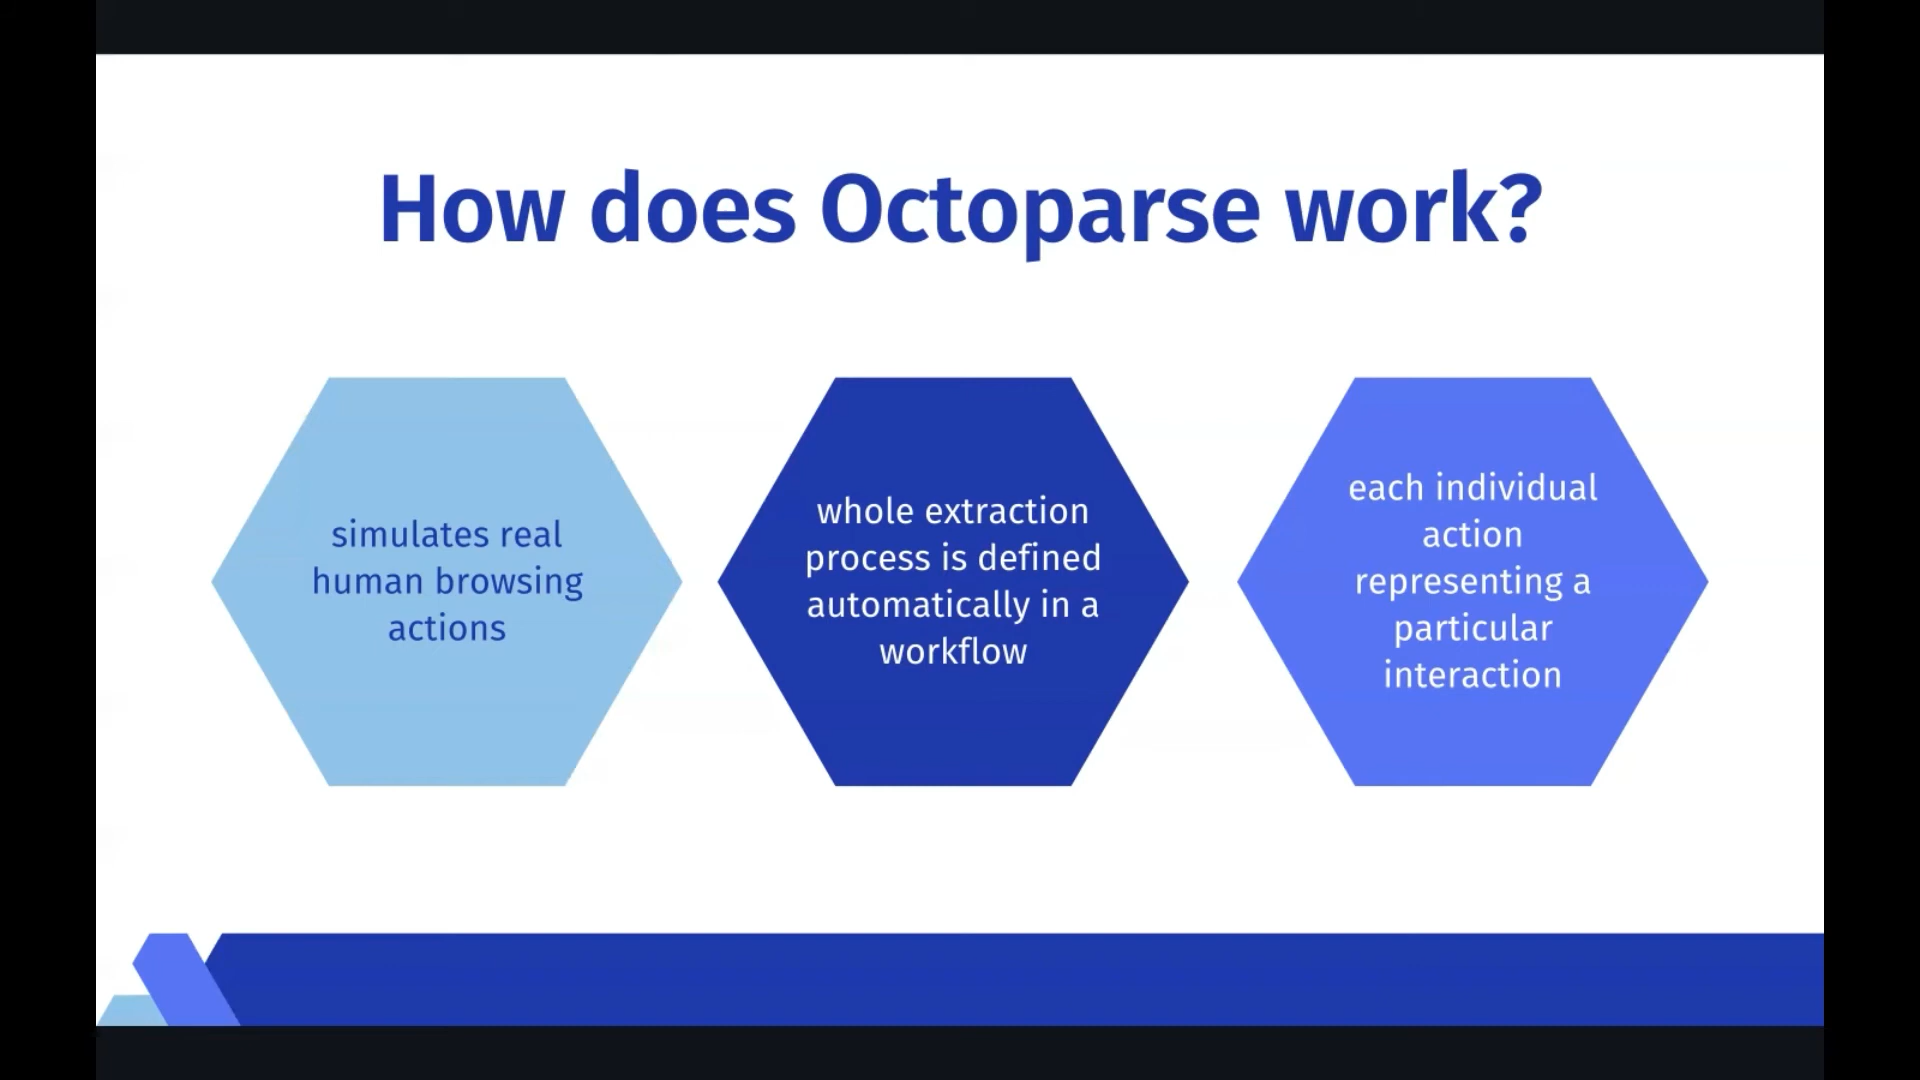 How does Octoparse work?
simulates real
human browsing
actions
whole extraction
process is defined
automatically in a
workflow
each individual
action
representing a
particular
interaction